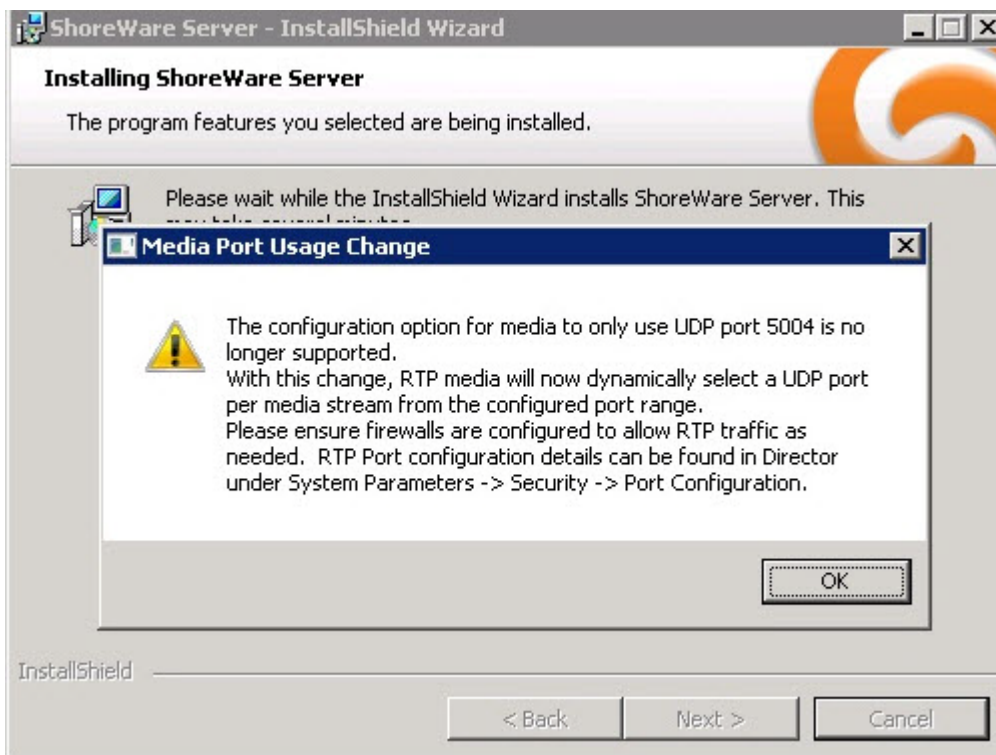 ShoreWare Server - InstallShield Wizard
Installing ShoreWare Server
The program features you selected are being installed.
Please wait while the InstallShield Wizard installs ShoreWare Server. This
Media Port Usage Change
The configuration option for media to only use UDP port 5004 is no
longer supported.
With this change, RTP media will now dynamically select a UDP port
per media stream from the configured port range.
Please ensure firewalls are configured to allow RTP traffic as
needed. RTP Port configuration details can be found in Director
under System Parameters -> Security -> Port Configuration.
OK
InstallShield
< Back
Next >
Cancel